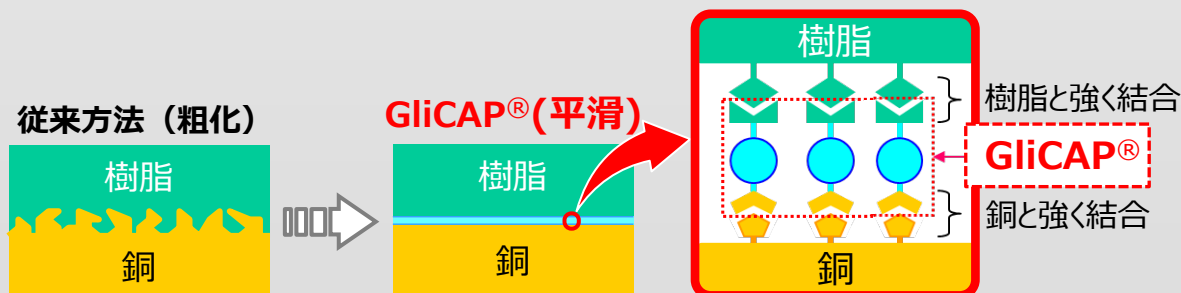 従来方法（粗化）
樹脂
銅
GliCAP®(平滑)
樹脂
銅
樹脂
銅
樹脂と強く結合
GliCAP®
銅と強く結合